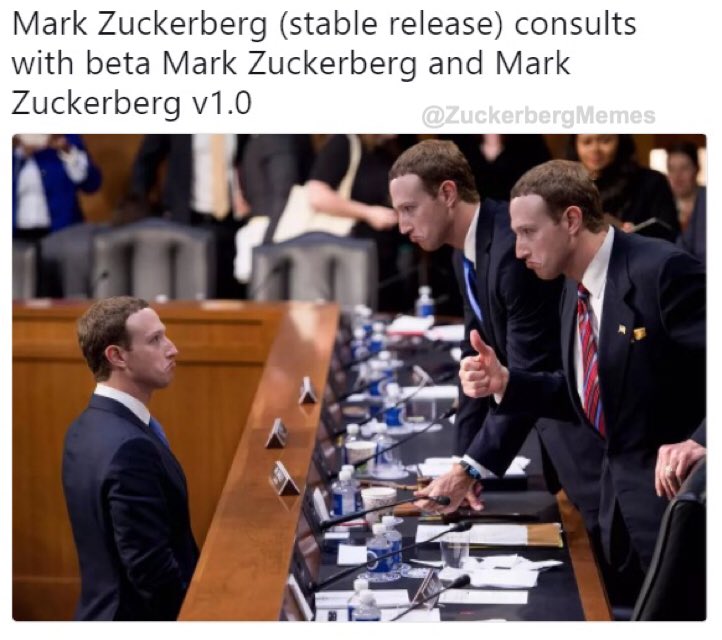 Mark Zuckerberg (stable release) consults
with beta Mark Zuckerberg and Mark
Zuckerberg v1.0
@ZuckerbergMemes